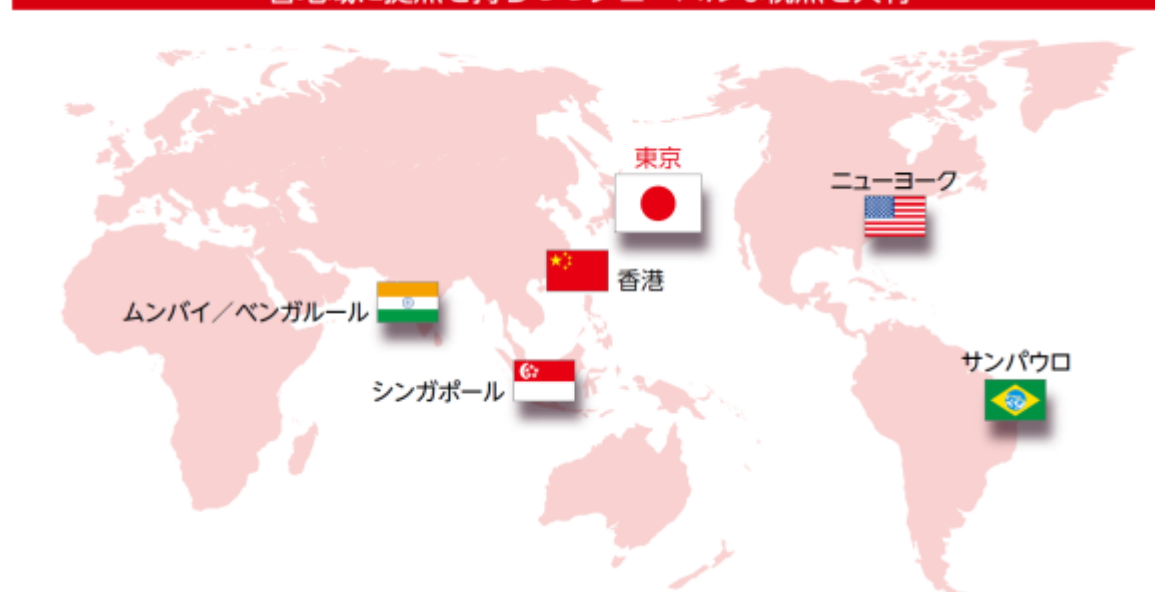 東京
ニューヨーク
香港
ムンバイ／ベンガルール
サンパウロ
シンガポール